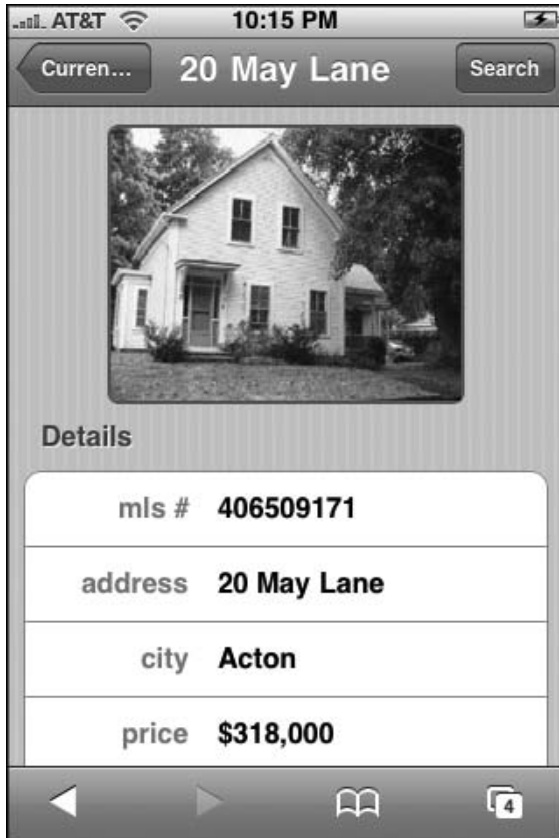 AT&T 10:15 PM
Curren... 20 May Lane Search
Details
mls # 406509171
address 20 May Lane
city Acton
price $318,000
4